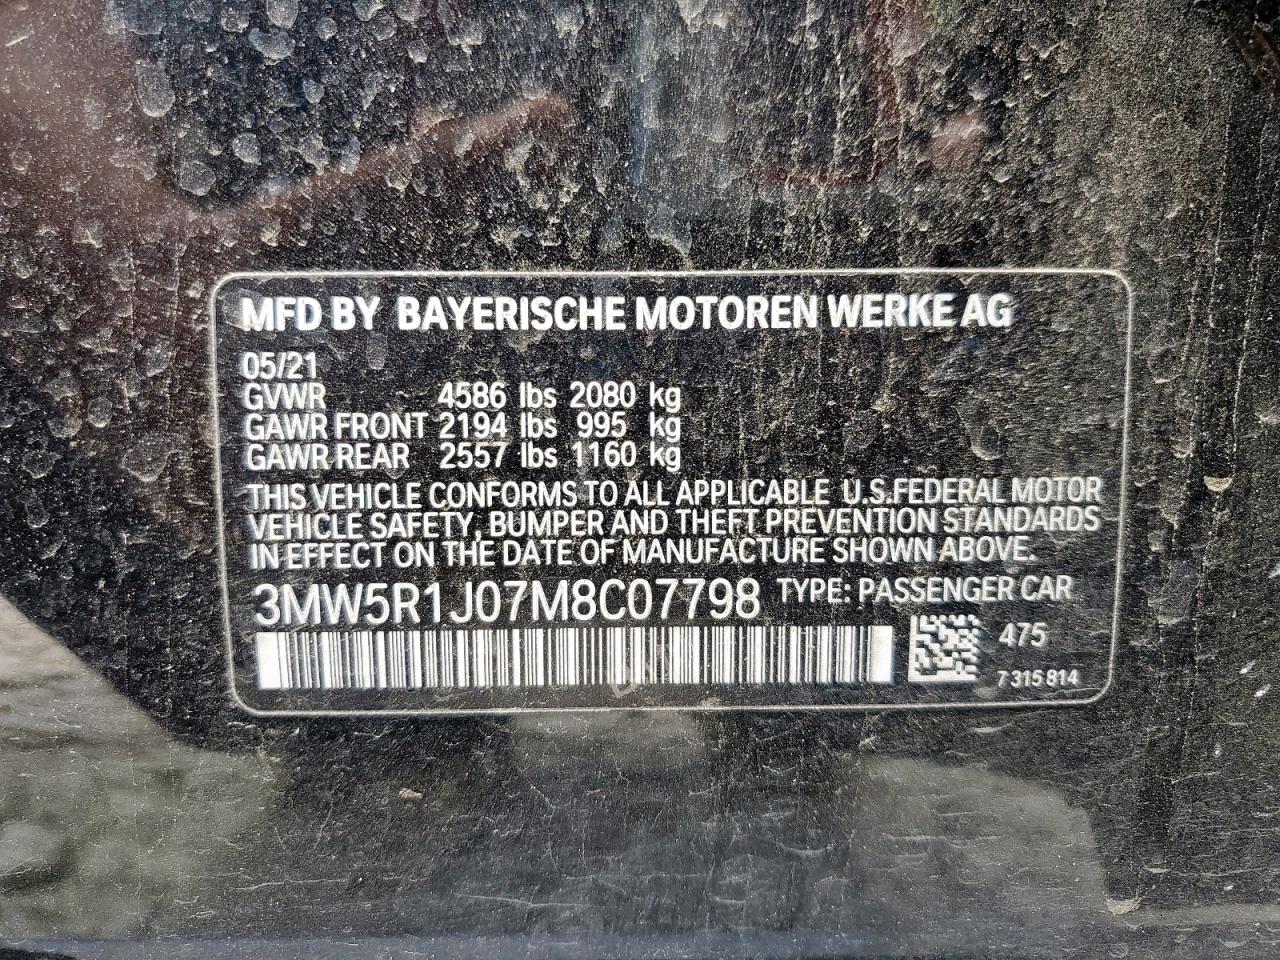 MFD BY BAYERISCHE MOTOREN WERKE AG
05/21
GVWR 4586 lbs 2080 kg
GAWR FRONT 2194 lbs 995 kg
GAWR REAR 2557 lbs 1160 kg
THIS VEHICLE CONFORMS TO ALL APPLICABLE U.S.FEDERAL MOTOR
VEHICLE SAFETY, BUMPER AND THEFT PREVENTION STANDARDS
IN EFFECT ON THE DATE OF MANUFACTURE SHOWN ABOVE.
3MW5R1J07M8C07798 TYPE: PASSENGER CAR
475
7 315 814